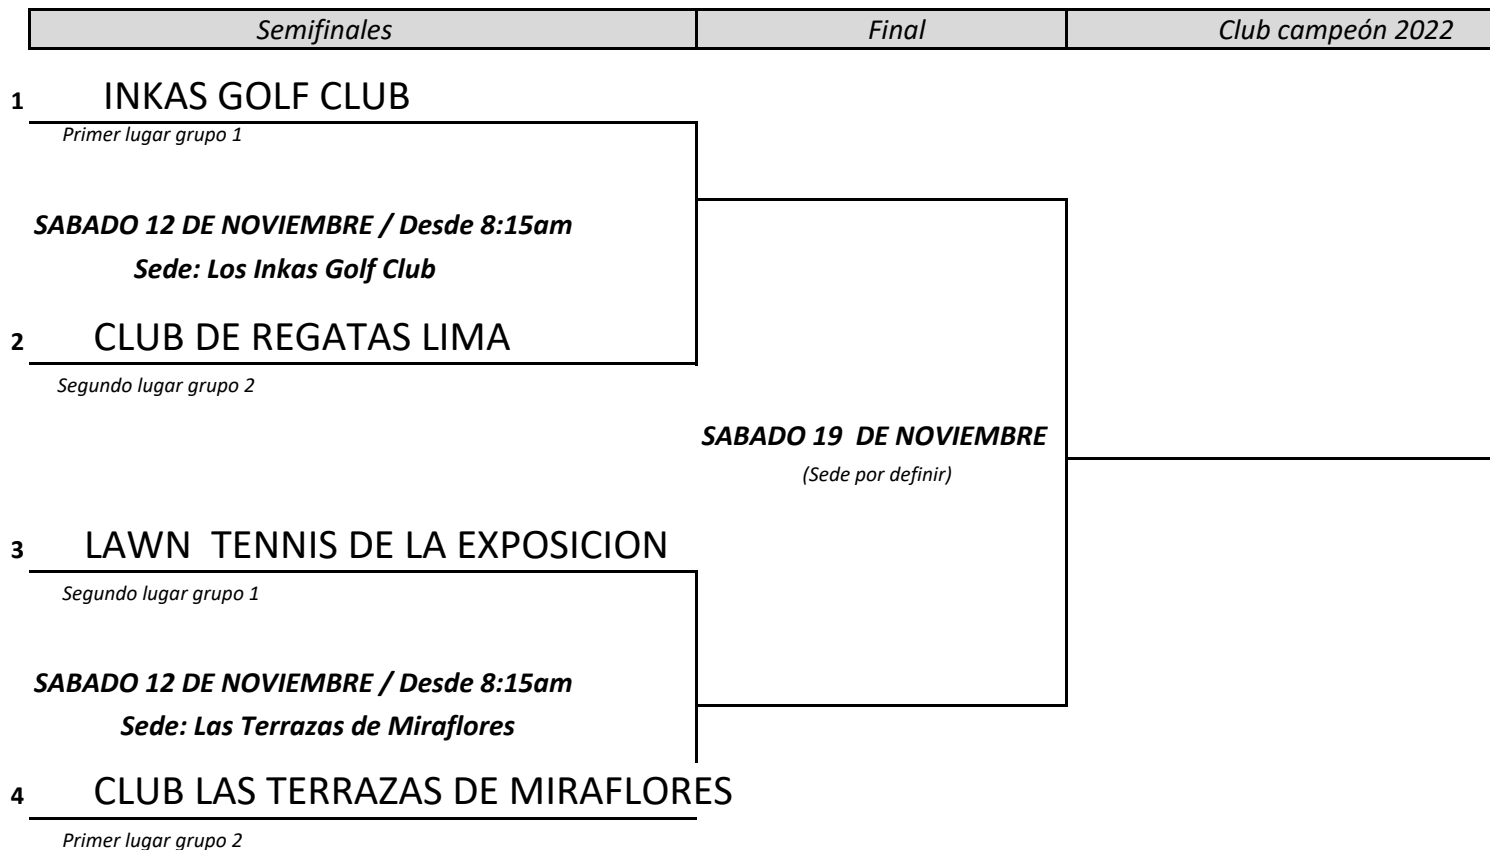 Semifinales Final Club campeón 2022
1 INKAS GOLF CLUB
Primer lugar grupo 1
SABADO 12 DE NOVIEMBRE / Desde 8:15am
Sede: Los Inkas Golf Club
2 CLUB DE REGATAS LIMA
Segundo lugar grupo 2
SABADO 19 DE NOVIEMBRE
(Sede por definir)
3 LAWN TENNIS DE LA EXPOSICION
Segundo lugar grupo 1
SABADO 12 DE NOVIEMBRE / Desde 8:15am
Sede: Las Terrazas de Miraflores
4 CLUB LAS TERRAZAS DE MIRAFLORES
Primer lugar grupo 2